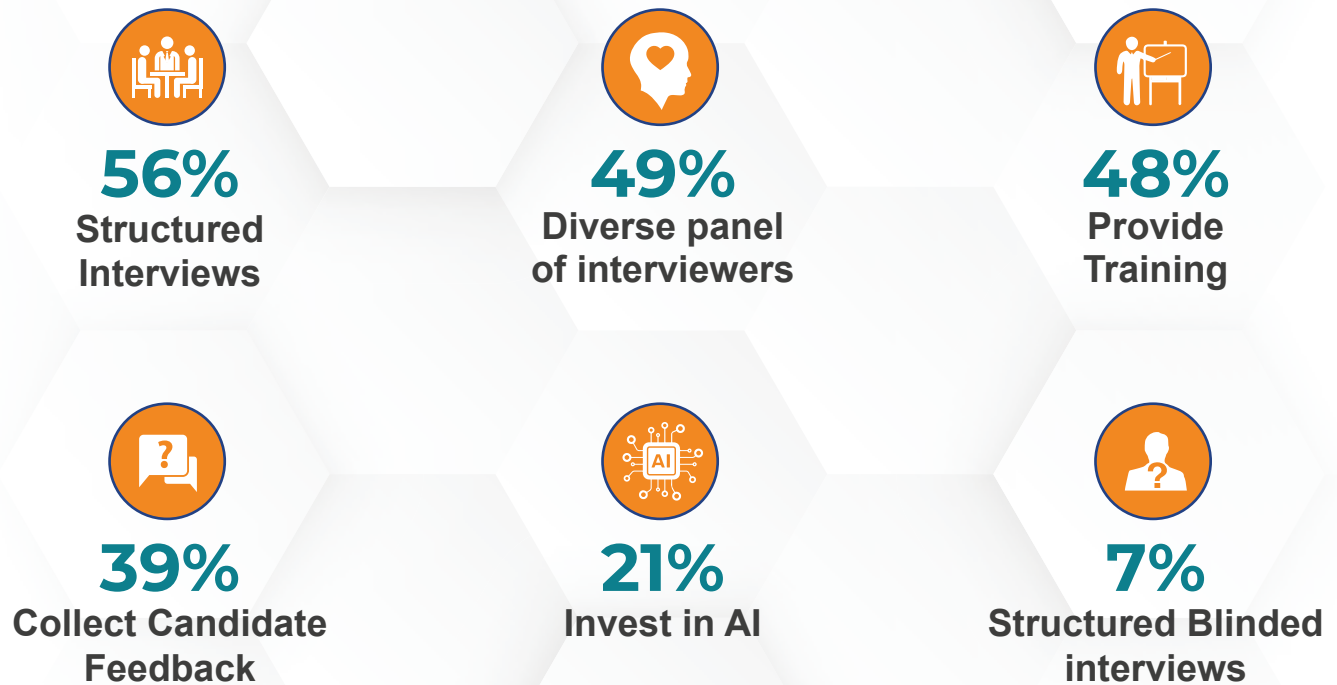 56%
Structured
Interviews
49%
Diverse panel
of interviewers
48%
Provide
Training
?
39%
Collect Candidate
Feedback
AI
21%
Invest in AI
?
7%
Structured Blinded
interviews